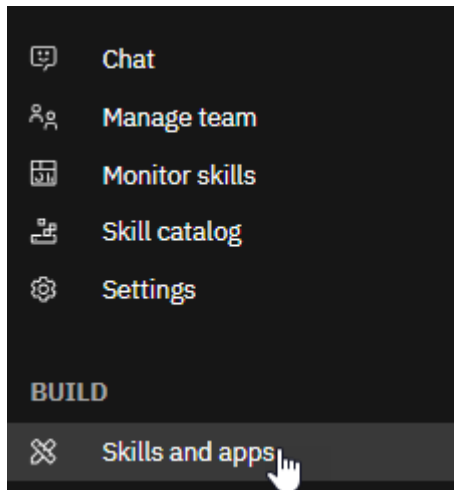 Chat
Manage team
Monitor skills
Skill catalog
Settings
BUILD
Skills and apps